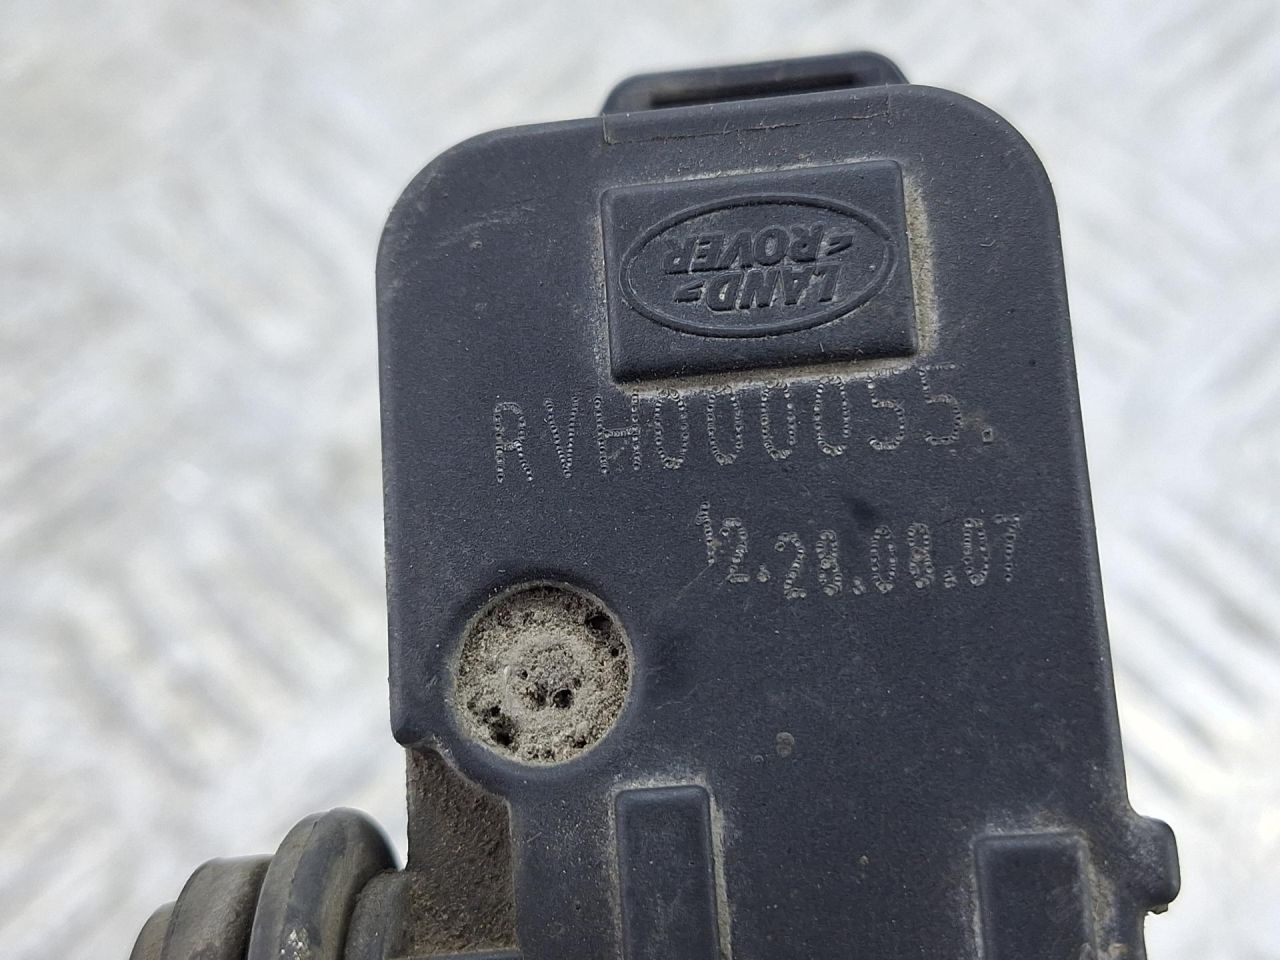 LAND
ROVER
RVH000055.
12.28.08.07